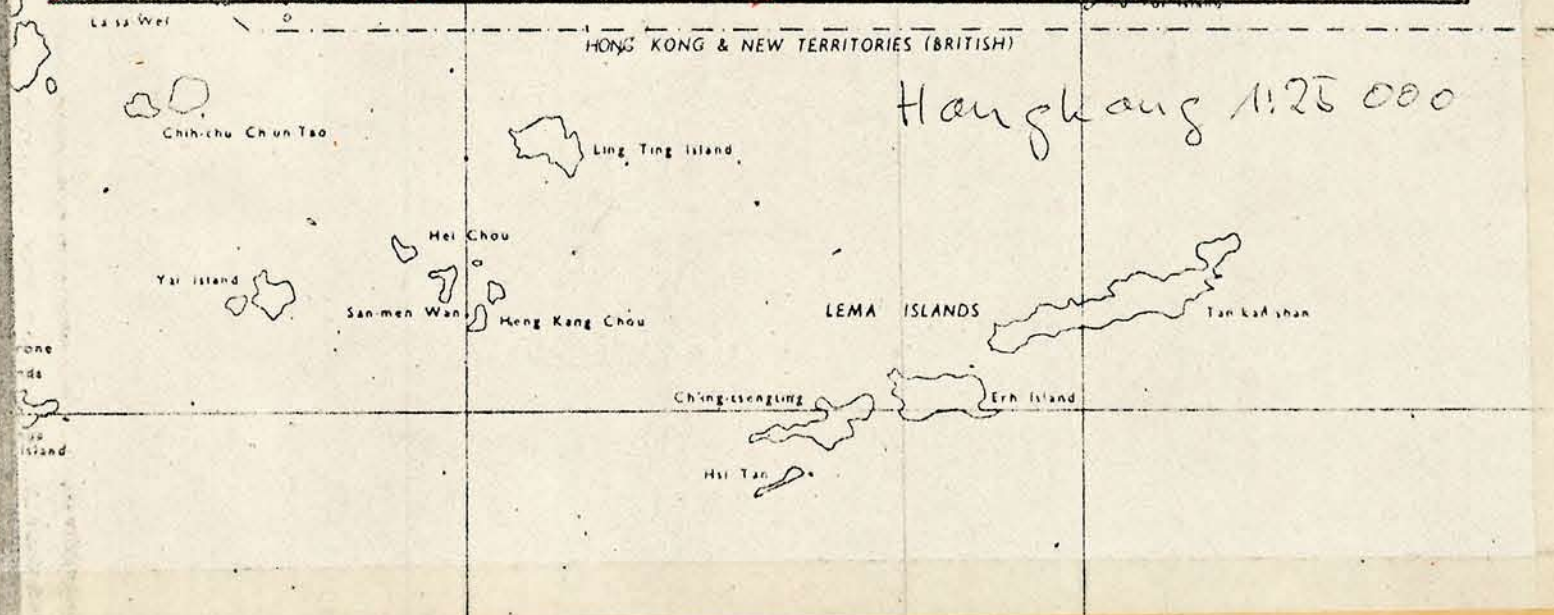 La sa Wei
HONG KONG & NEW TERRITORIES (BRITISH)
Hongkong 1:25 000
Chih-chu Chun Tao
Ling Ting Island
Hei Chou
Yai Island
San-men Wan
Heng Kang Chou
LEMA ISLANDS
Tan kan shan
Ch'ing-tsengting
Erh Island
island
Hsi Tan